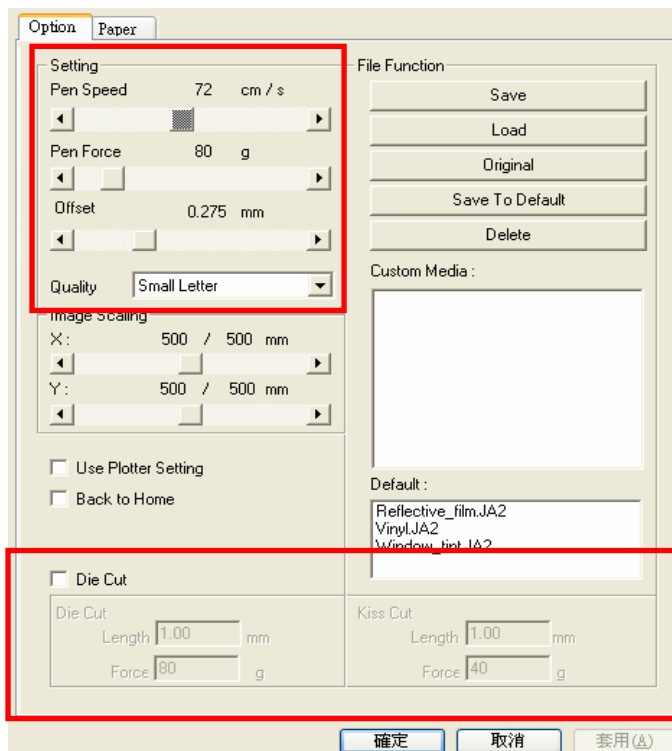 Option Paper
Setting
Pen Speed 72 cm / s
Pen Force 80 g
Offset 0.275 mm
Quality Small Letter
Image Scaling
X : 500 / 500 mm
Y : 500 / 500 mm
Use Plotter Setting
Back to Home
File Function
Save
Load
Original
Save To Default
Delete
Custom Media :
Default :
Reflective_film.JA2
Vinyl.JA2
Window_tint.JA2
Die Cut
Die Cut
Length 1.00 mm
Force 80 g
Kiss Cut
Length 1.00 mm
Force 40 g
確定 取消 套用(A)